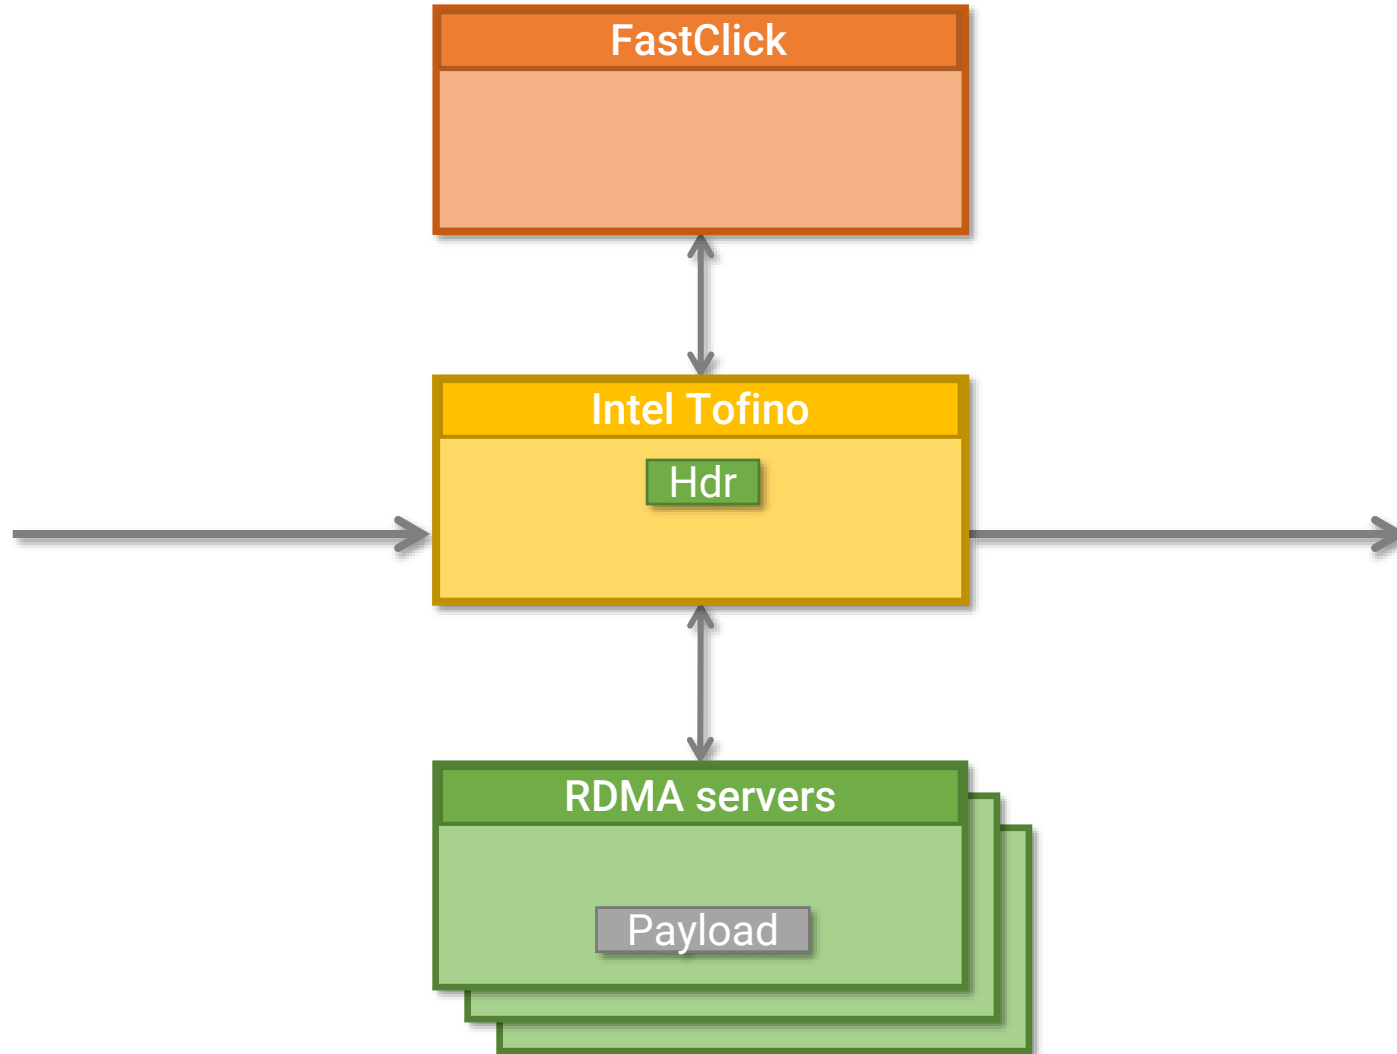 FastClick
Intel Tofino
Hdr
RDMA servers
Payload